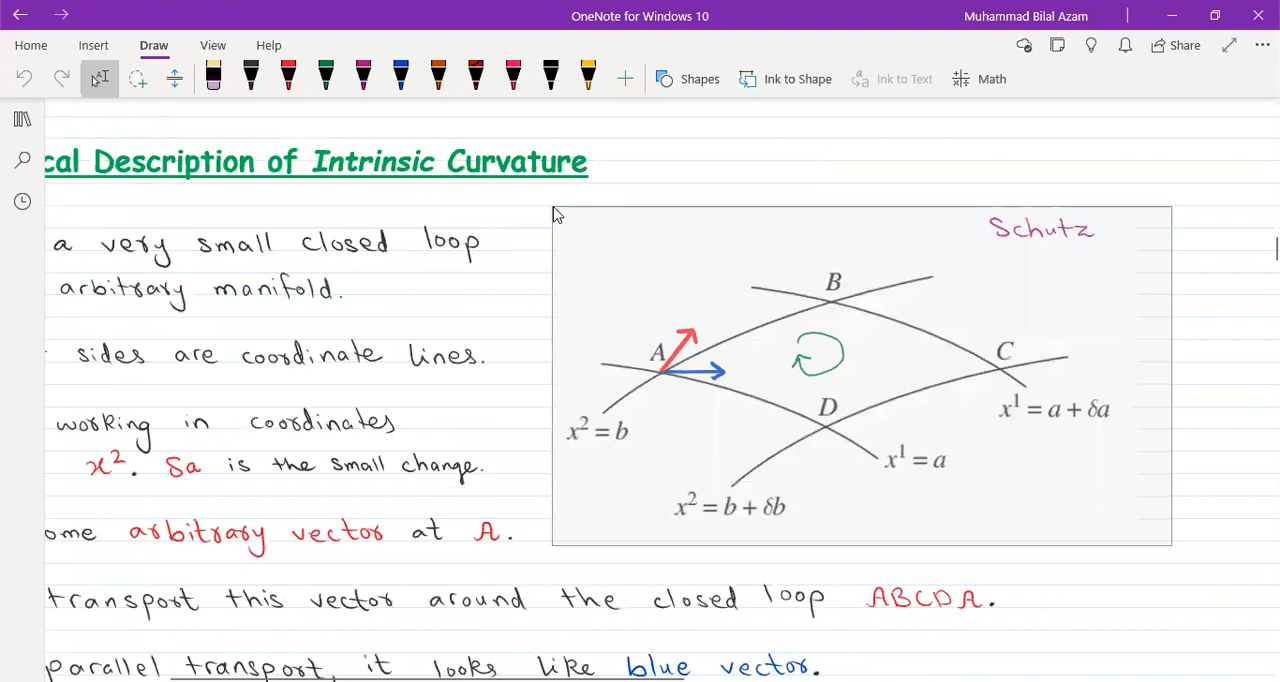 OneNote for Windows 10
Muhammad Bilal Azam
Home Insert Draw View Help
Share
Shapes Ink to Shape Ink to Text Math
cal Description of Intrinsic Curvature
a very small closed loop
arbitrary manifold.
sides are coordinate lines.
working in coordinates
x². δa is the small change.
ome arbitrary vector at A.
transport this vector around the closed loop ABCDA.
parallel transport, it looks like blue vector.
Schutz
B
A
C
D
x¹ = a + δa
x² = b
x¹ = a
x² = b + δb